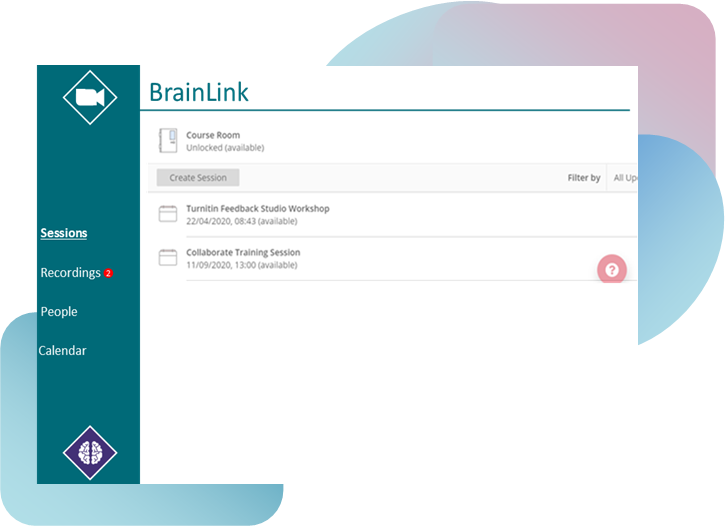 BrainLink
Course Room
Unlocked (available)
Create Session
Filter by
All Up
Sessions
Turnitin Feedback Studio Workshop
22/04/2020, 08:43 (available)
Recordings 2
Collaborate Training Session
11/09/2020, 13:00 (available)
?
People
Calendar